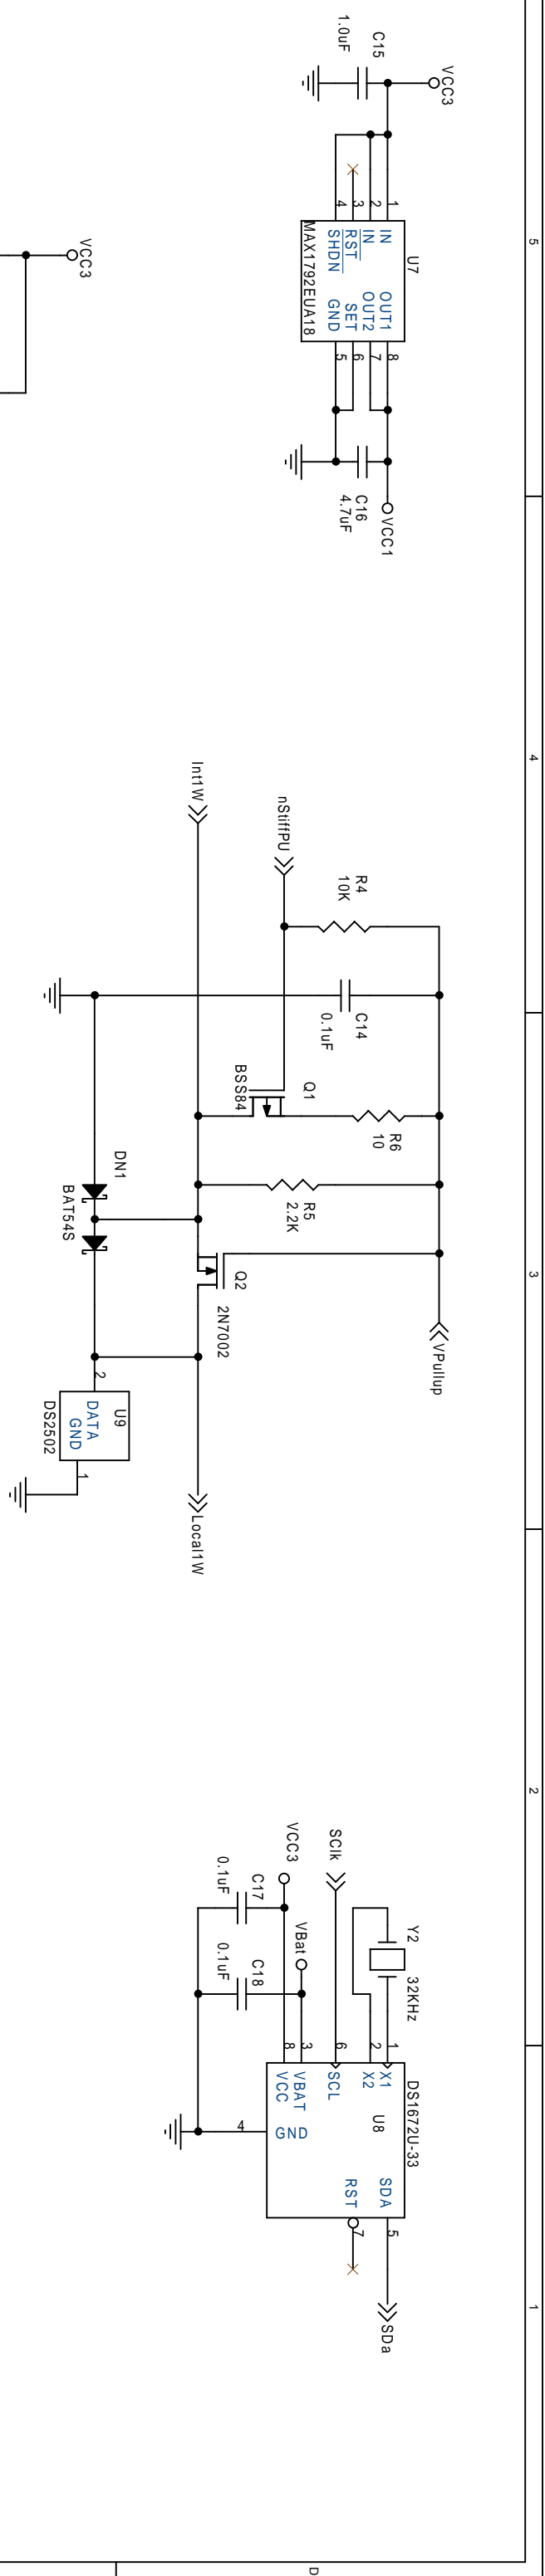 5
4
3
2
1
D
VCC3
C15
1.0uF
U7
1
IN
2
IN
3
RST
4
SHDN
OUT1
8
OUT2
7
SET
6
GND
5
MAX1792EUA18
VCC1
C16
4.7uF
VCC3
Int1W
nStiffPU
R4
10K
C14
0.1uF
Q1
BSS84
R6
10
R5
2.2K
DN1
BAT54S
Q2
2N7002
VPullup
U9
2
DATA
GND
1
DS2502
Local1W
Y2
32KHz
SClk
VCC3
C17
0.1uF
VBat
C18
0.1uF
DS1672U-33
U8
1
X1
2
X2
6
SCL
3
VBAT
8
VCC
4
GND
SDA
5
RST
7
SDa